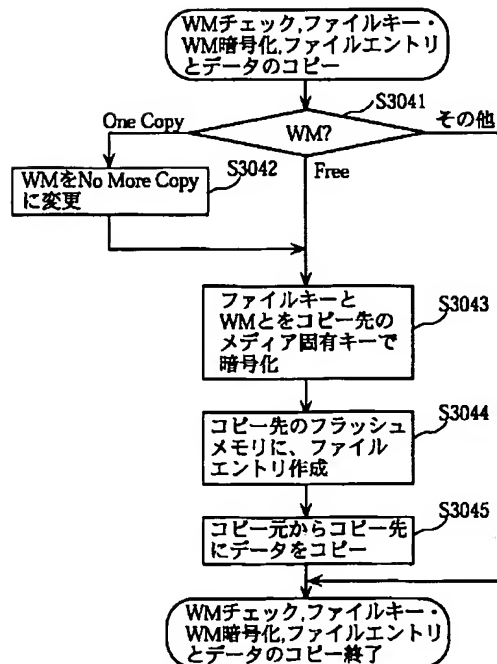 WMチェック,ファイルキー・
WM暗号化,ファイルエントリ
とデータのコピー
S3041
One Copy
WM?
その他
S3042
Free
WMをNo More Copy
に変更
ファイルキーと
WMとをコピー先の
メディア固有キーで
暗号化
S3043
コピー先のフラッシュ
メモリに、ファイル
エントリ作成
S3044
コピー元からコピー先
にデータをコピー
S3045
WMチェック,ファイルキー・
WM暗号化,ファイルエントリ
とデータのコピー終了